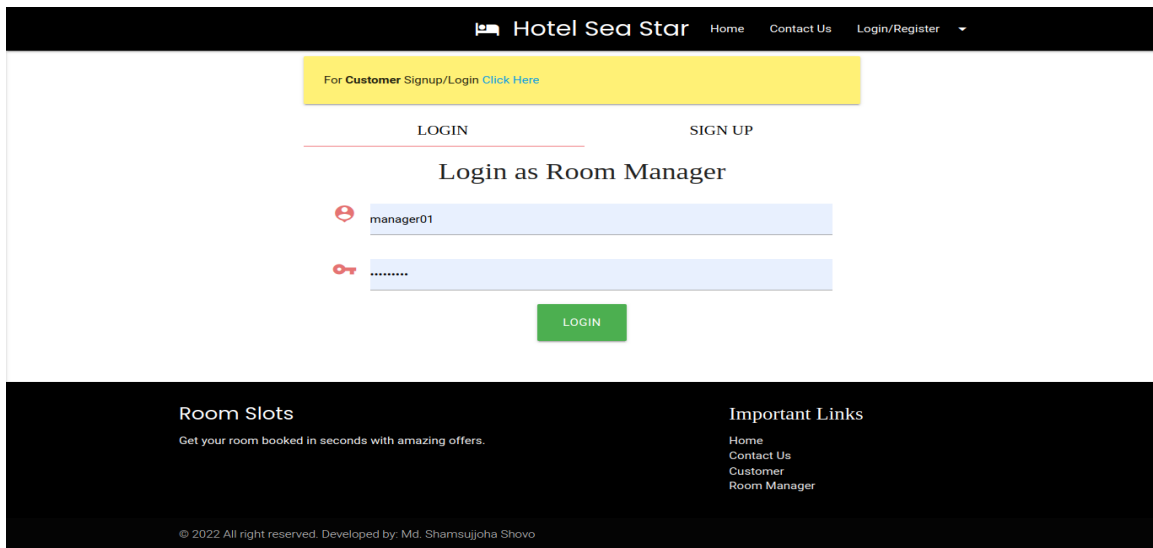 Hotel Sea Star Home Contact Us Login/Register
For Customer Signup/Login Click Here
LOGIN SIGN UP
Login as Room Manager
manager01
•••••••••
LOGIN
Room Slots
Get your room booked in seconds with amazing offers.
Important Links
Home
Contact Us
Customer
Room Manager
© 2022 All right reserved. Developed by: Md. Shamsujjoha Shovo